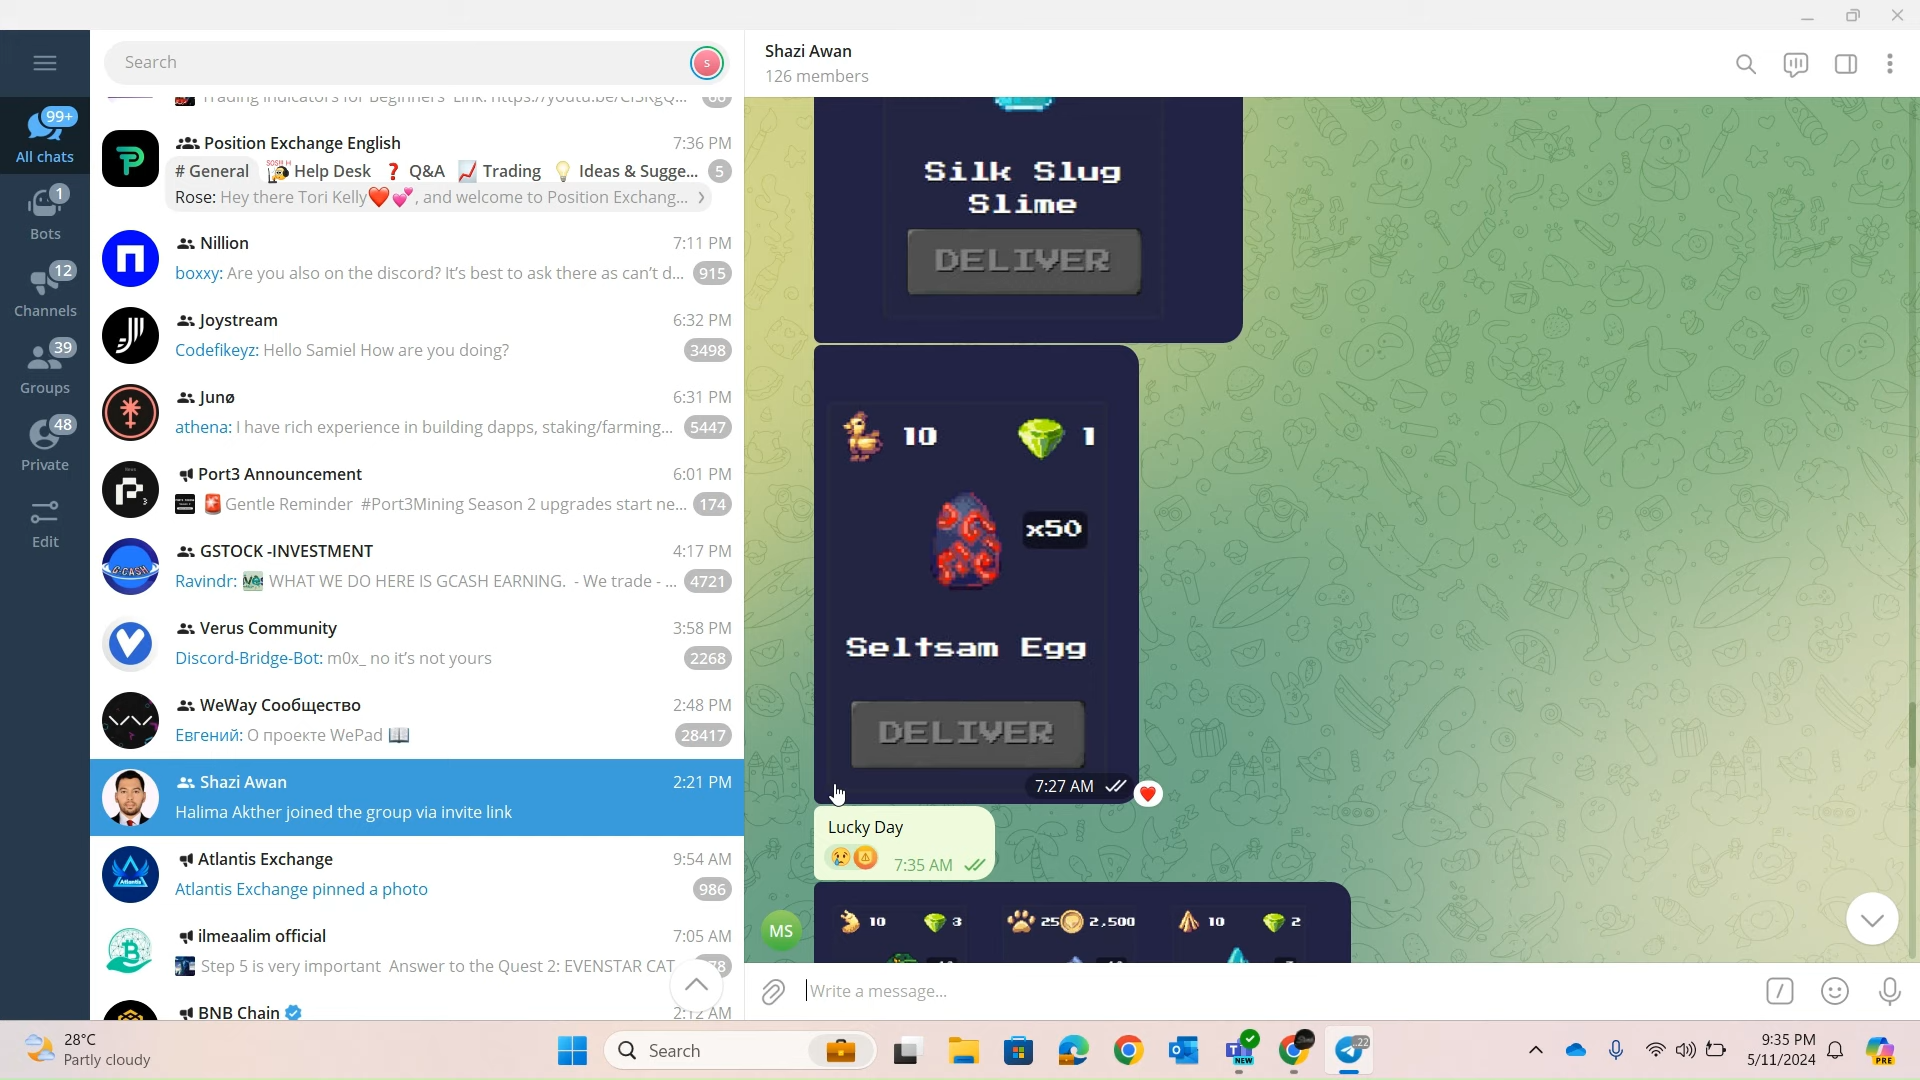 Search
s
Shazi Awan
126 members
99+
All chats
1
Bots
12
Channels
39
Groups
48
Private
Edit
Position Exchange English 7:36 PM
# General Help Desk Q&A Trading Ideas & Sugge... 5
Rose: Hey there Tori Kelly❤️💕, and welcome to Position Exchang...
Nillion 7:11 PM
boxxy: Are you also on the discord? It's best to ask there as can't d... 915
Joystream 6:32 PM
Codefikeyz: Hello Samiel How are you doing? 3498
Junø 6:31 PM
athena: I have rich experience in building dapps, staking/farming... 5447
Port3 Announcement 6:01 PM
🚨 Gentle Reminder #Port3Mining Season 2 upgrades start ne... 174
GSTOCK -INVESTMENT 4:17 PM
G-CASH
Ravindr: WHAT WE DO HERE IS GCASH EARNING. - We trade - ... 4721
Verus Community 3:58 PM
Discord-Bridge-Bot: m0x_ no it's not yours 2268
WeWay Сообщество 2:48 PM
Евгений: О проекте WePad 📖 28417
Shazi Awan 2:21 PM
Halima Akther joined the group via invite link
Atlantis Exchange 9:54 AM
Atlantis
Atlantis Exchange pinned a photo 986
ilmeaalim official 7:05 AM
Step 5 is very important Answer to the Quest 2: EVENSTAR CAT
BNB Chain 2:12 AM
Silk Slug
Slime
DELIVER
10 1
x50
Seltsam Egg
DELIVER
7:27 AM
Lucky Day
7:35 AM
MS
10 3 25 2,500 10 2
Write a message...
28°C
Partly cloudy
Search
NEW
.22
9:35 PM
5/11/2024
PRE